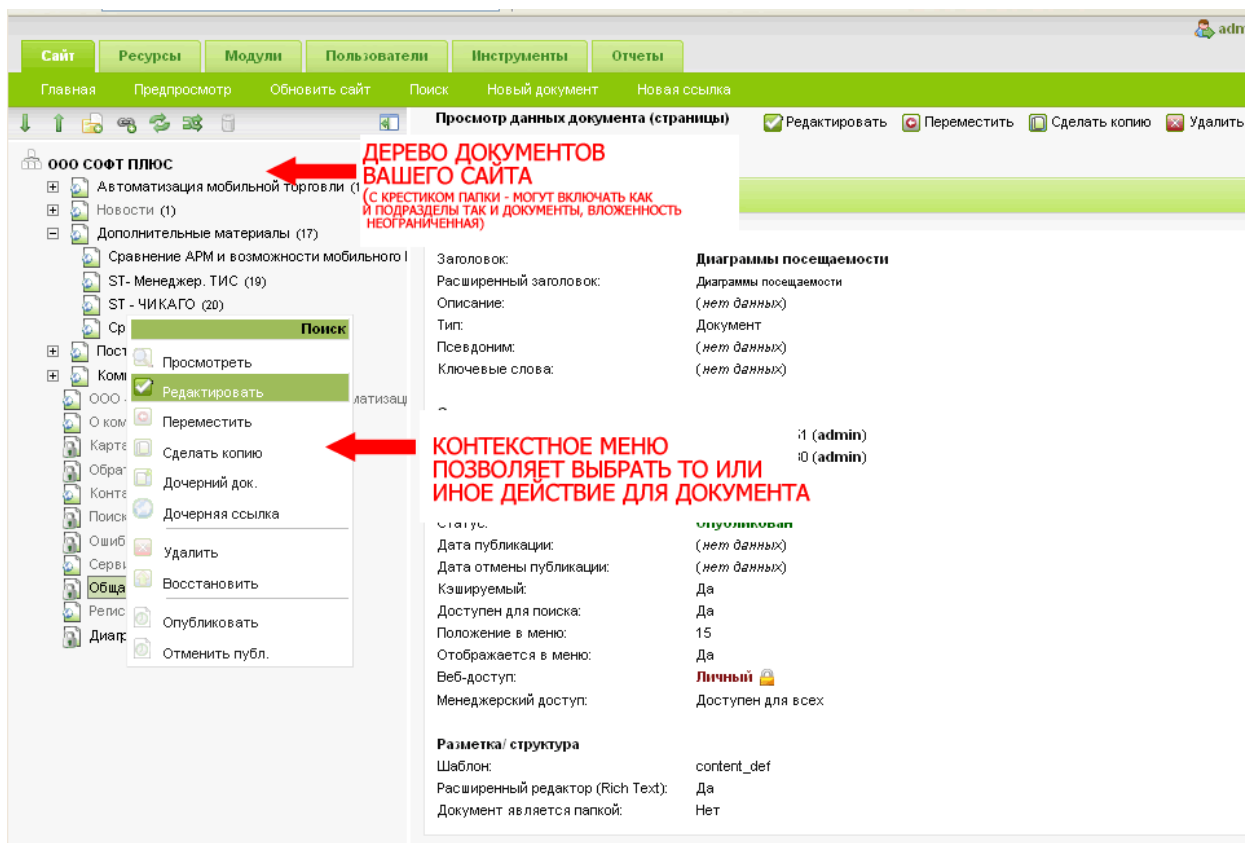 adm
Сайт Ресурсы Модули Пользователи Инструменты Отчеты
Главная Предпросмотр Обновить сайт Поиск Новый документ Новая ссылка
Просмотр данных документа (страницы) Редактировать Переместить Сделать копию Удалить
ООО СОФТ ПЛЮС
Автоматизация мобильной торговли (1
Новости (1)
Дополнительные материалы (17)
Сравнение АРМ и возможности мобильного
ST- Менеджер. ТИС (19)
ST - ЧИКАГО (20)
Ср
Пост
Ком
ООО матизаци
О ком
Карта
Обрат
Конта
Поиск
Ошиб
Серви
Обща
Регис
Диагр
ДЕРЕВО ДОКУМЕНТОВ
ВАШЕГО САЙТА
(С КРЕСТИКОМ ПАПКИ - МОГУТ ВКЛЮЧАТЬ КАК
И ПОДРАЗДЕЛЫ ТАК И ДОКУМЕНТЫ, ВЛОЖЕННОСТЬ
НЕОГРАНИЧЕННАЯ)
Поиск
Просмотреть
Редактировать
Переместить
Сделать копию
Дочерний док.
Дочерняя ссылка
Удалить
Восстановить
Опубликовать
Отменить публ.
КОНТЕКСТНОЕ МЕНЮ
ПОЗВОЛЯЕТ ВЫБРАТЬ ТО ИЛИ
ИНОЕ ДЕЙСТВИЕ ДЛЯ ДОКУМЕНТА
Заголовок: Диаграммы посещаемости
Расширенный заголовок: Диаграммы посещаемости
Описание: (нет данных)
Тип: Документ
Псевдоним: (нет данных)
Ключевые слова: (нет данных)
51 (admin)
30 (admin)
Статус: Опубликован
Дата публикации: (нет данных)
Дата отмены публикации: (нет данных)
Кэшируемый: Да
Доступен для поиска: Да
Положение в меню: 15
Отображается в меню: Да
Веб-доступ: Личный
Менеджерский доступ: Доступен для всех
Разметка/ структура
Шаблон: content_def
Расширенный редактор (Rich Text): Да
Документ является папкой: Нет